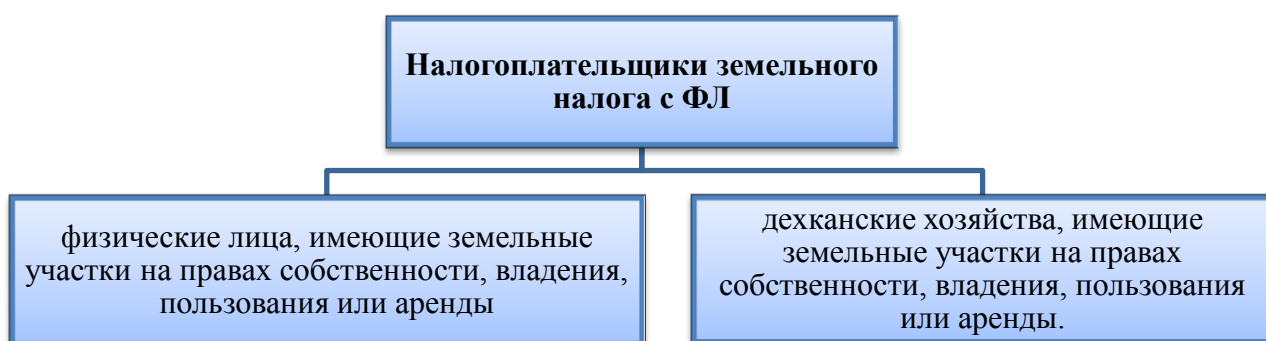 Налогоплательщики земельного
налога с ФЛ
физические лица, имеющие земельные
участки на правах собственности, владения,
пользования или аренды
дехканские хозяйства, имеющие
земельные участки на правах
собственности, владения, пользования
или аренды.